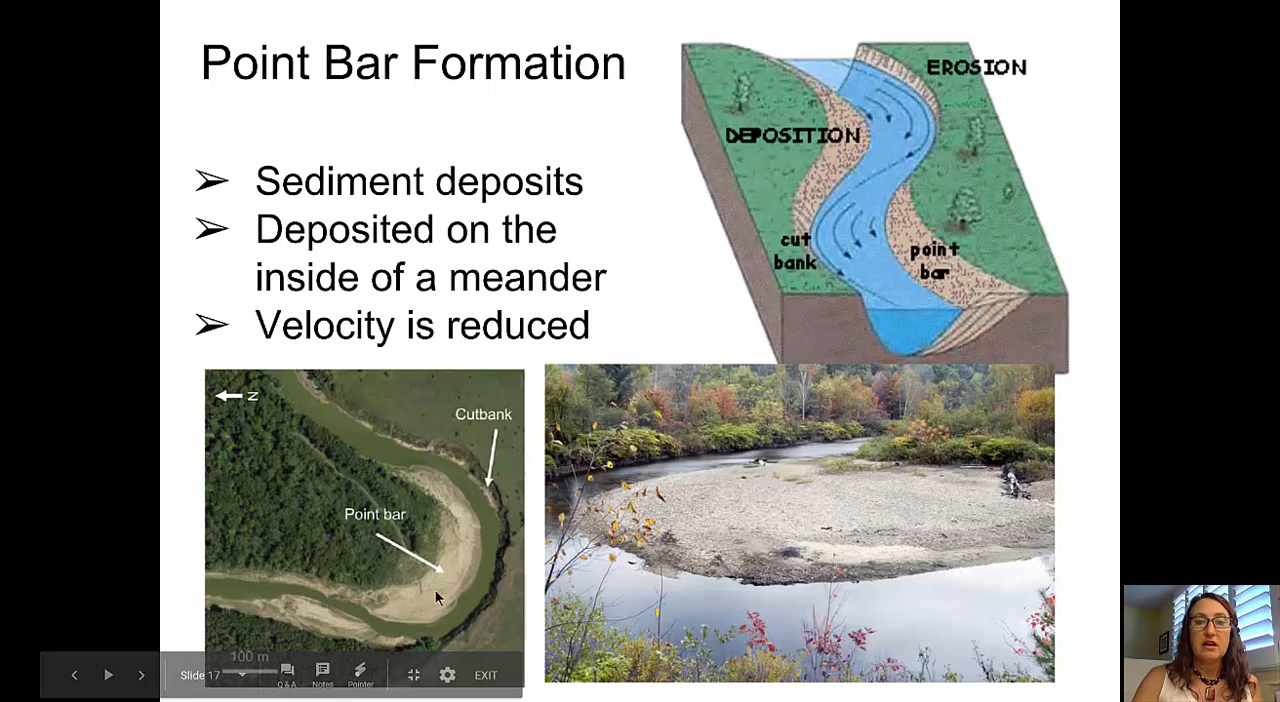 Point Bar Formation
➢ Sediment deposits
➢ Deposited on the
inside of a meander
➢ Velocity is reduced
EROSION
DEPOSITION
cut
bank
point
bar
N
Cutbank
Point bar
100 m
Slide 17
Q & A
Notes
Pointer
EXIT